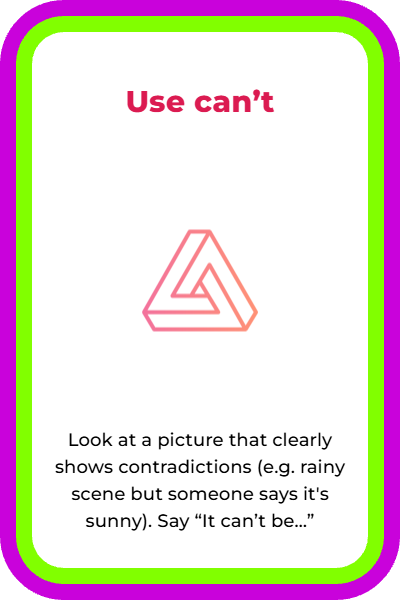 Use can’t
Look at a picture that clearly
shows contradictions (e.g. rainy
scene but someone says it's
sunny). Say “It can’t be...”